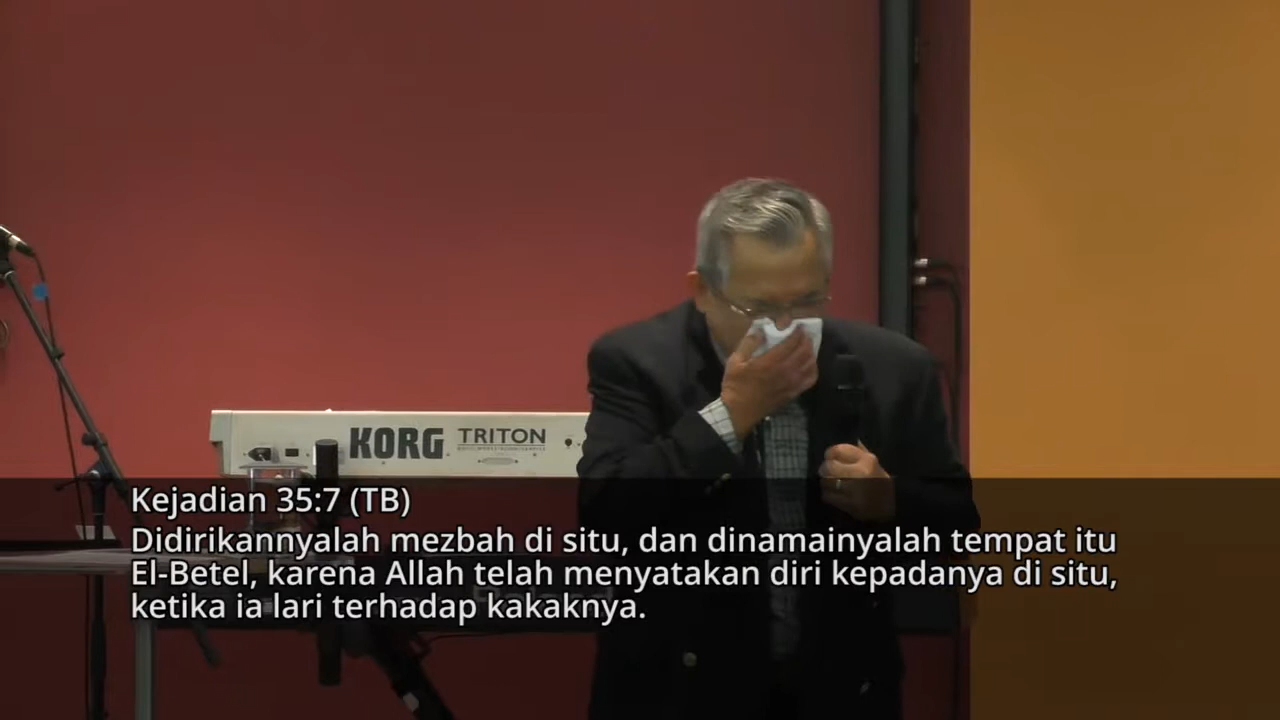 KORG TRITON
Kejadian 35:7 (TB)
Didirikannyalah mezbah di situ, dan dinamainyalah tempat itu
El-Betel, karena Allah telah menyatakan diri kepadanya di situ,
ketika ia lari terhadap kakaknya.